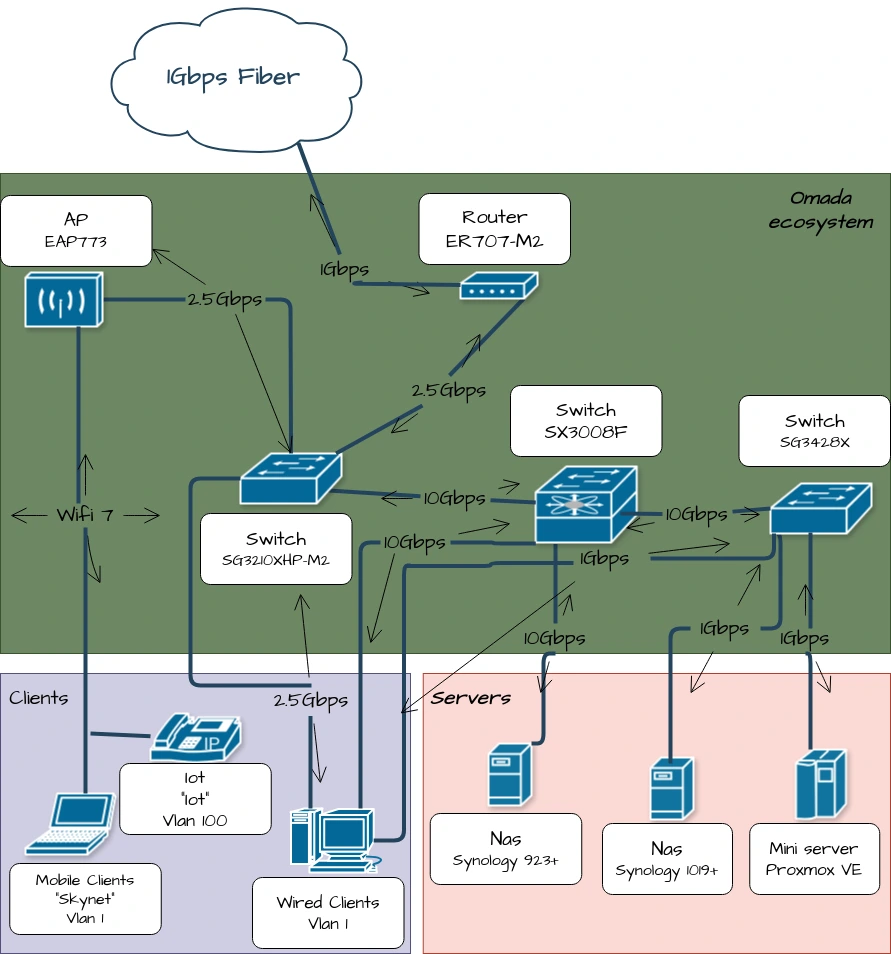 1Gbps Fiber
Omada
ecosystem
AP
EAP773
Router
ER707-M2
1Gbps
2.5Gbps
2.5Gbps
Switch
SX3008F
Switch
SG3428X
10Gbps
10Gbps
Wifi 7
Switch
SG3210XHP-M2
10Gbps
1Gbps
10Gbps
1Gbps
1Gbps
Clients
2.5Gbps
Servers
IP
Iot
"Iot"
Vlan 100
Mobile Clients
"Skynet"
Vlan 1
Wired Clients
Vlan 1
Nas
Synology 923+
Nas
Synology 1019+
Mini server
Proxmox VE